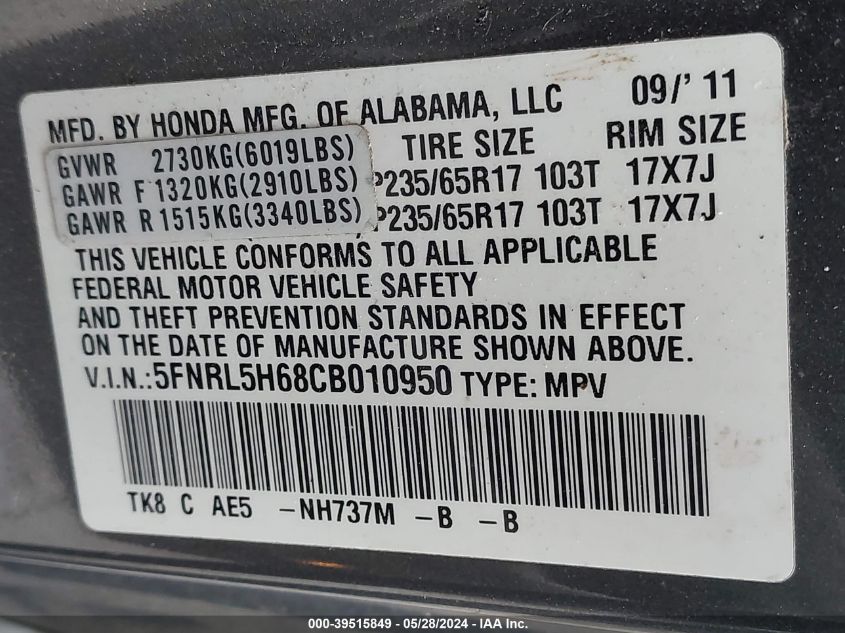 MFD. BY HONDA MFG. OF ALABAMA, LLC 09/' 11
GVWR 2730KG(6019LBS) TIRE SIZE RIM SIZE
GAWR F 1320KG(2910LBS) P235/65R17 103T 17X7J
GAWR R 1515KG(3340LBS) P235/65R17 103T 17X7J
THIS VEHICLE CONFORMS TO ALL APPLICABLE
FEDERAL MOTOR VEHICLE SAFETY
AND THEFT PREVENTION STANDARDS IN EFFECT
ON THE DATE OF MANUFACTURE SHOWN ABOVE.
V.I.N.:5FNRL5H68CB010950 TYPE: MPV
TK8 C AE5 -NH737M -B -B
000-39515849 - 05/28/2024 - IAAI.COM